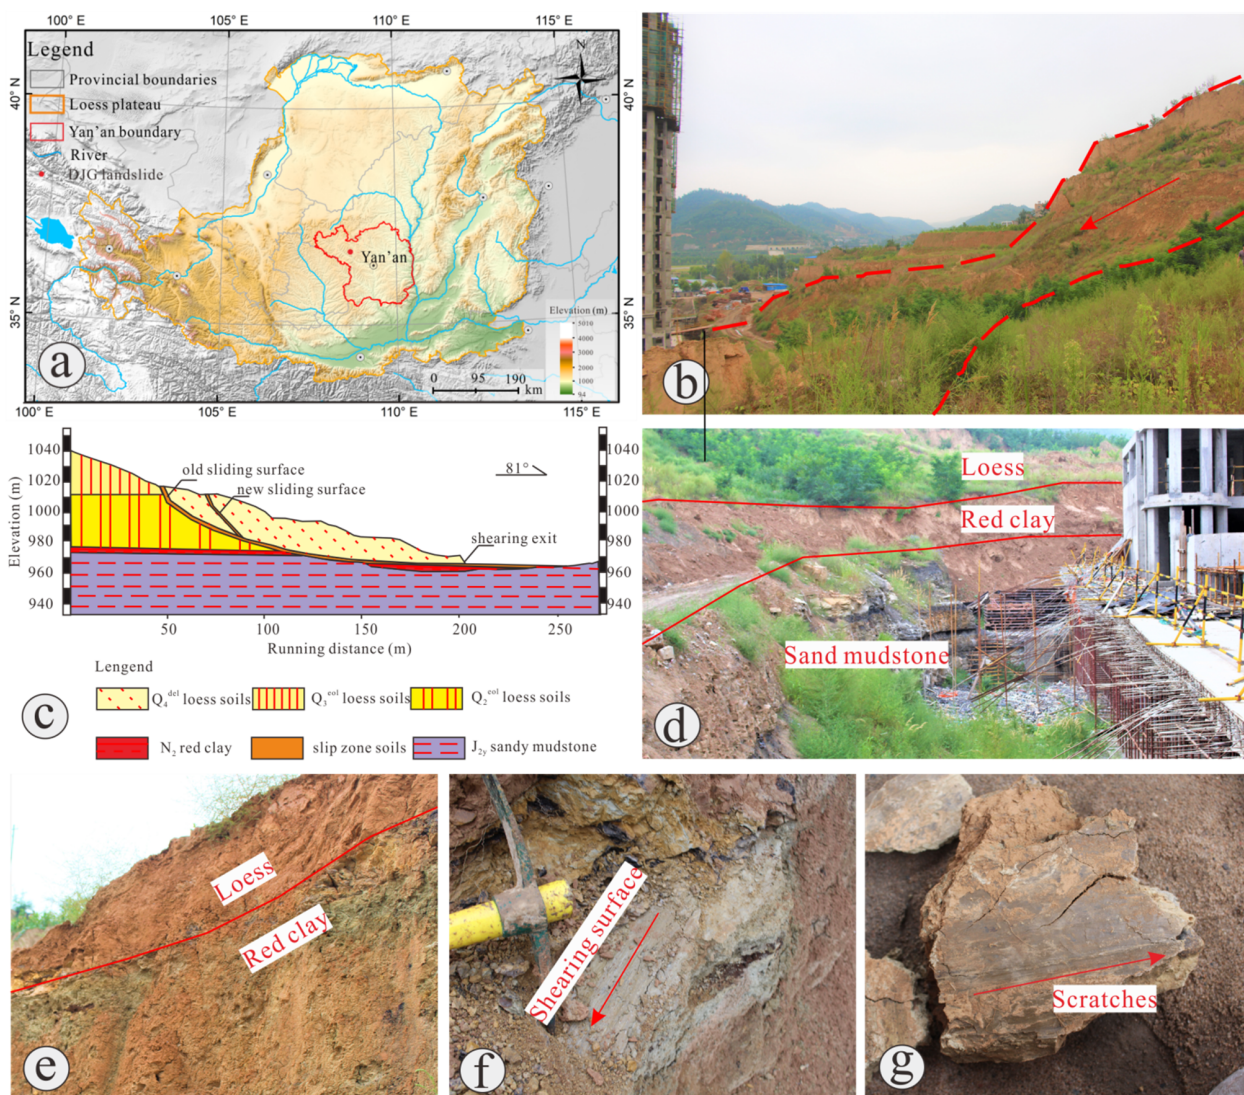 100° E
105° E
110° E
115° E
Legend
Provincial boundaries
Loess plateau
Yan'an boundary
River
DJG landslide
N
40° N
40° N
35° N
35° N
Yan'an
Elevation (m)
5010
4000
3000
2000
1000
94
0 95 190
km
a
100° E
105° E
110° E
115° E
b
1040
1020
1000
980
960
940
Elevation (m)
old sliding surface
new sliding surface
81°
shearing exit
1040
1020
1000
980
960
940
50 100 150 200 250
Running distance (m)
Lengend
Q₄ᵈᵉˡ loess soils
Q₃ᵉᵒˡ loess soils
Q₂ᵉᵒˡ loess soils
N₂ red clay
slip zone soils
J₂y sandy mudstone
c
Loess
Red clay
Sand mudstone
d
Loess
Red clay
e
Shearing surface
f
Scratches
g